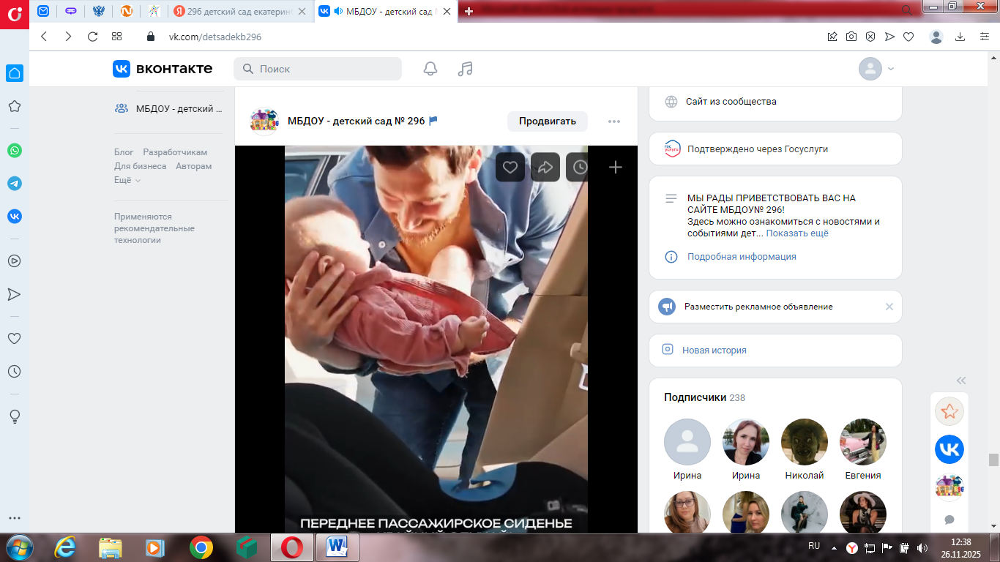 296 детский сад екатерин
МБДОУ - детский сад
vk.com/detsadekb296
вконтакте
Поиск
МБДОУ - детский ...
Блог Разработчикам
Для бизнеса Авторам
Ещё
Применяются
рекомендательные
технологии
МБДОУ - детский сад № 296
Продвигать
ПЕРЕДНЕЕ ПАССАЖИРСКОЕ СИДЕНЬЕ
Сайт из сообщества
гос
услуги
Подтверждено через Госуслуги
МЫ РАДЫ ПРИВЕТСТВОВАТЬ ВАС НА
САЙТЕ МБДОУ№ 296!
Здесь можно ознакомиться с новостями и
событиями дет... Показать ещё
Подробная информация
Разместить рекламное объявление
Новая история
Подписчики 238
Ирина Ирина Николай Евгения
RU
12:38
26.11.2025